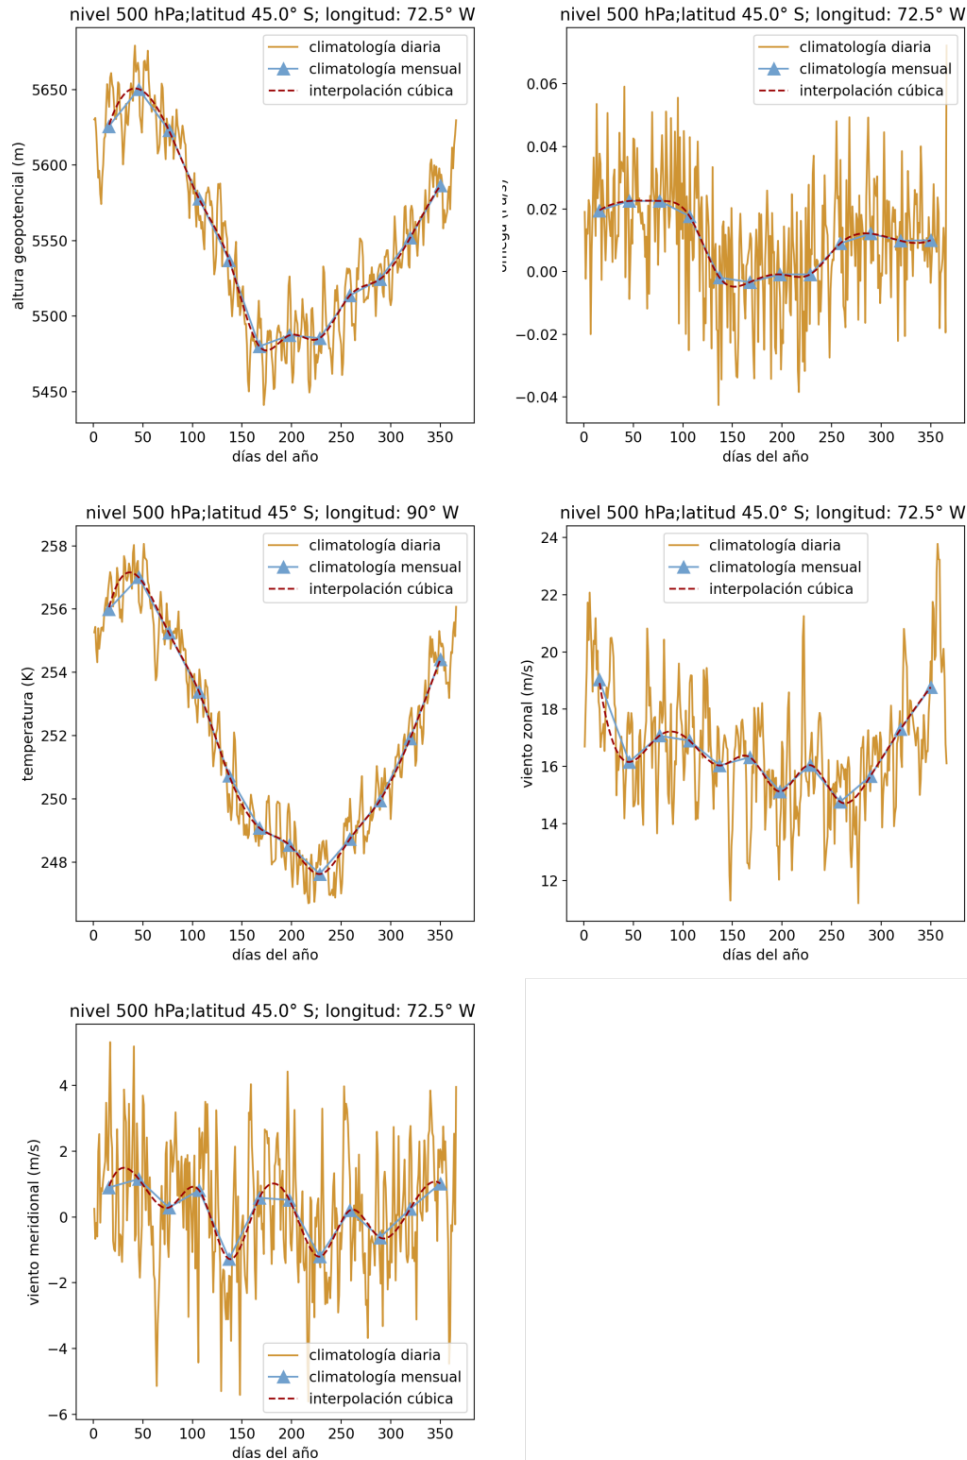 nivel 500 hPa;latitud 45.0° S; longitud: 72.5° W
climatología diaria
climatología mensual
interpolación cúbica
altura geopotencial (m)
5650
5600
5550
5500
5450
0 50 100 150 200 250 300 350
días del año
nivel 500 hPa;latitud 45.0° S; longitud: 72.5° W
climatología diaria
climatología mensual
interpolación cúbica
0.06
0.04
0.02
0.00
−0.02
−0.04
0 50 100 150 200 250 300 350
días del año
nivel 500 hPa;latitud 45° S; longitud: 90° W
climatología diaria
climatología mensual
interpolación cúbica
temperatura (K)
258
256
254
252
250
248
0 50 100 150 200 250 300 350
días del año
nivel 500 hPa;latitud 45.0° S; longitud: 72.5° W
climatología diaria
climatología mensual
interpolación cúbica
viento zonal (m/s)
24
22
20
18
16
14
12
0 50 100 150 200 250 300 350
días del año
nivel 500 hPa;latitud 45.0° S; longitud: 72.5° W
viento meridional (m/s)
4
2
0
−2
−4
−6
climatología diaria
climatología mensual
interpolación cúbica
0 50 100 150 200 250 300 350
días del año